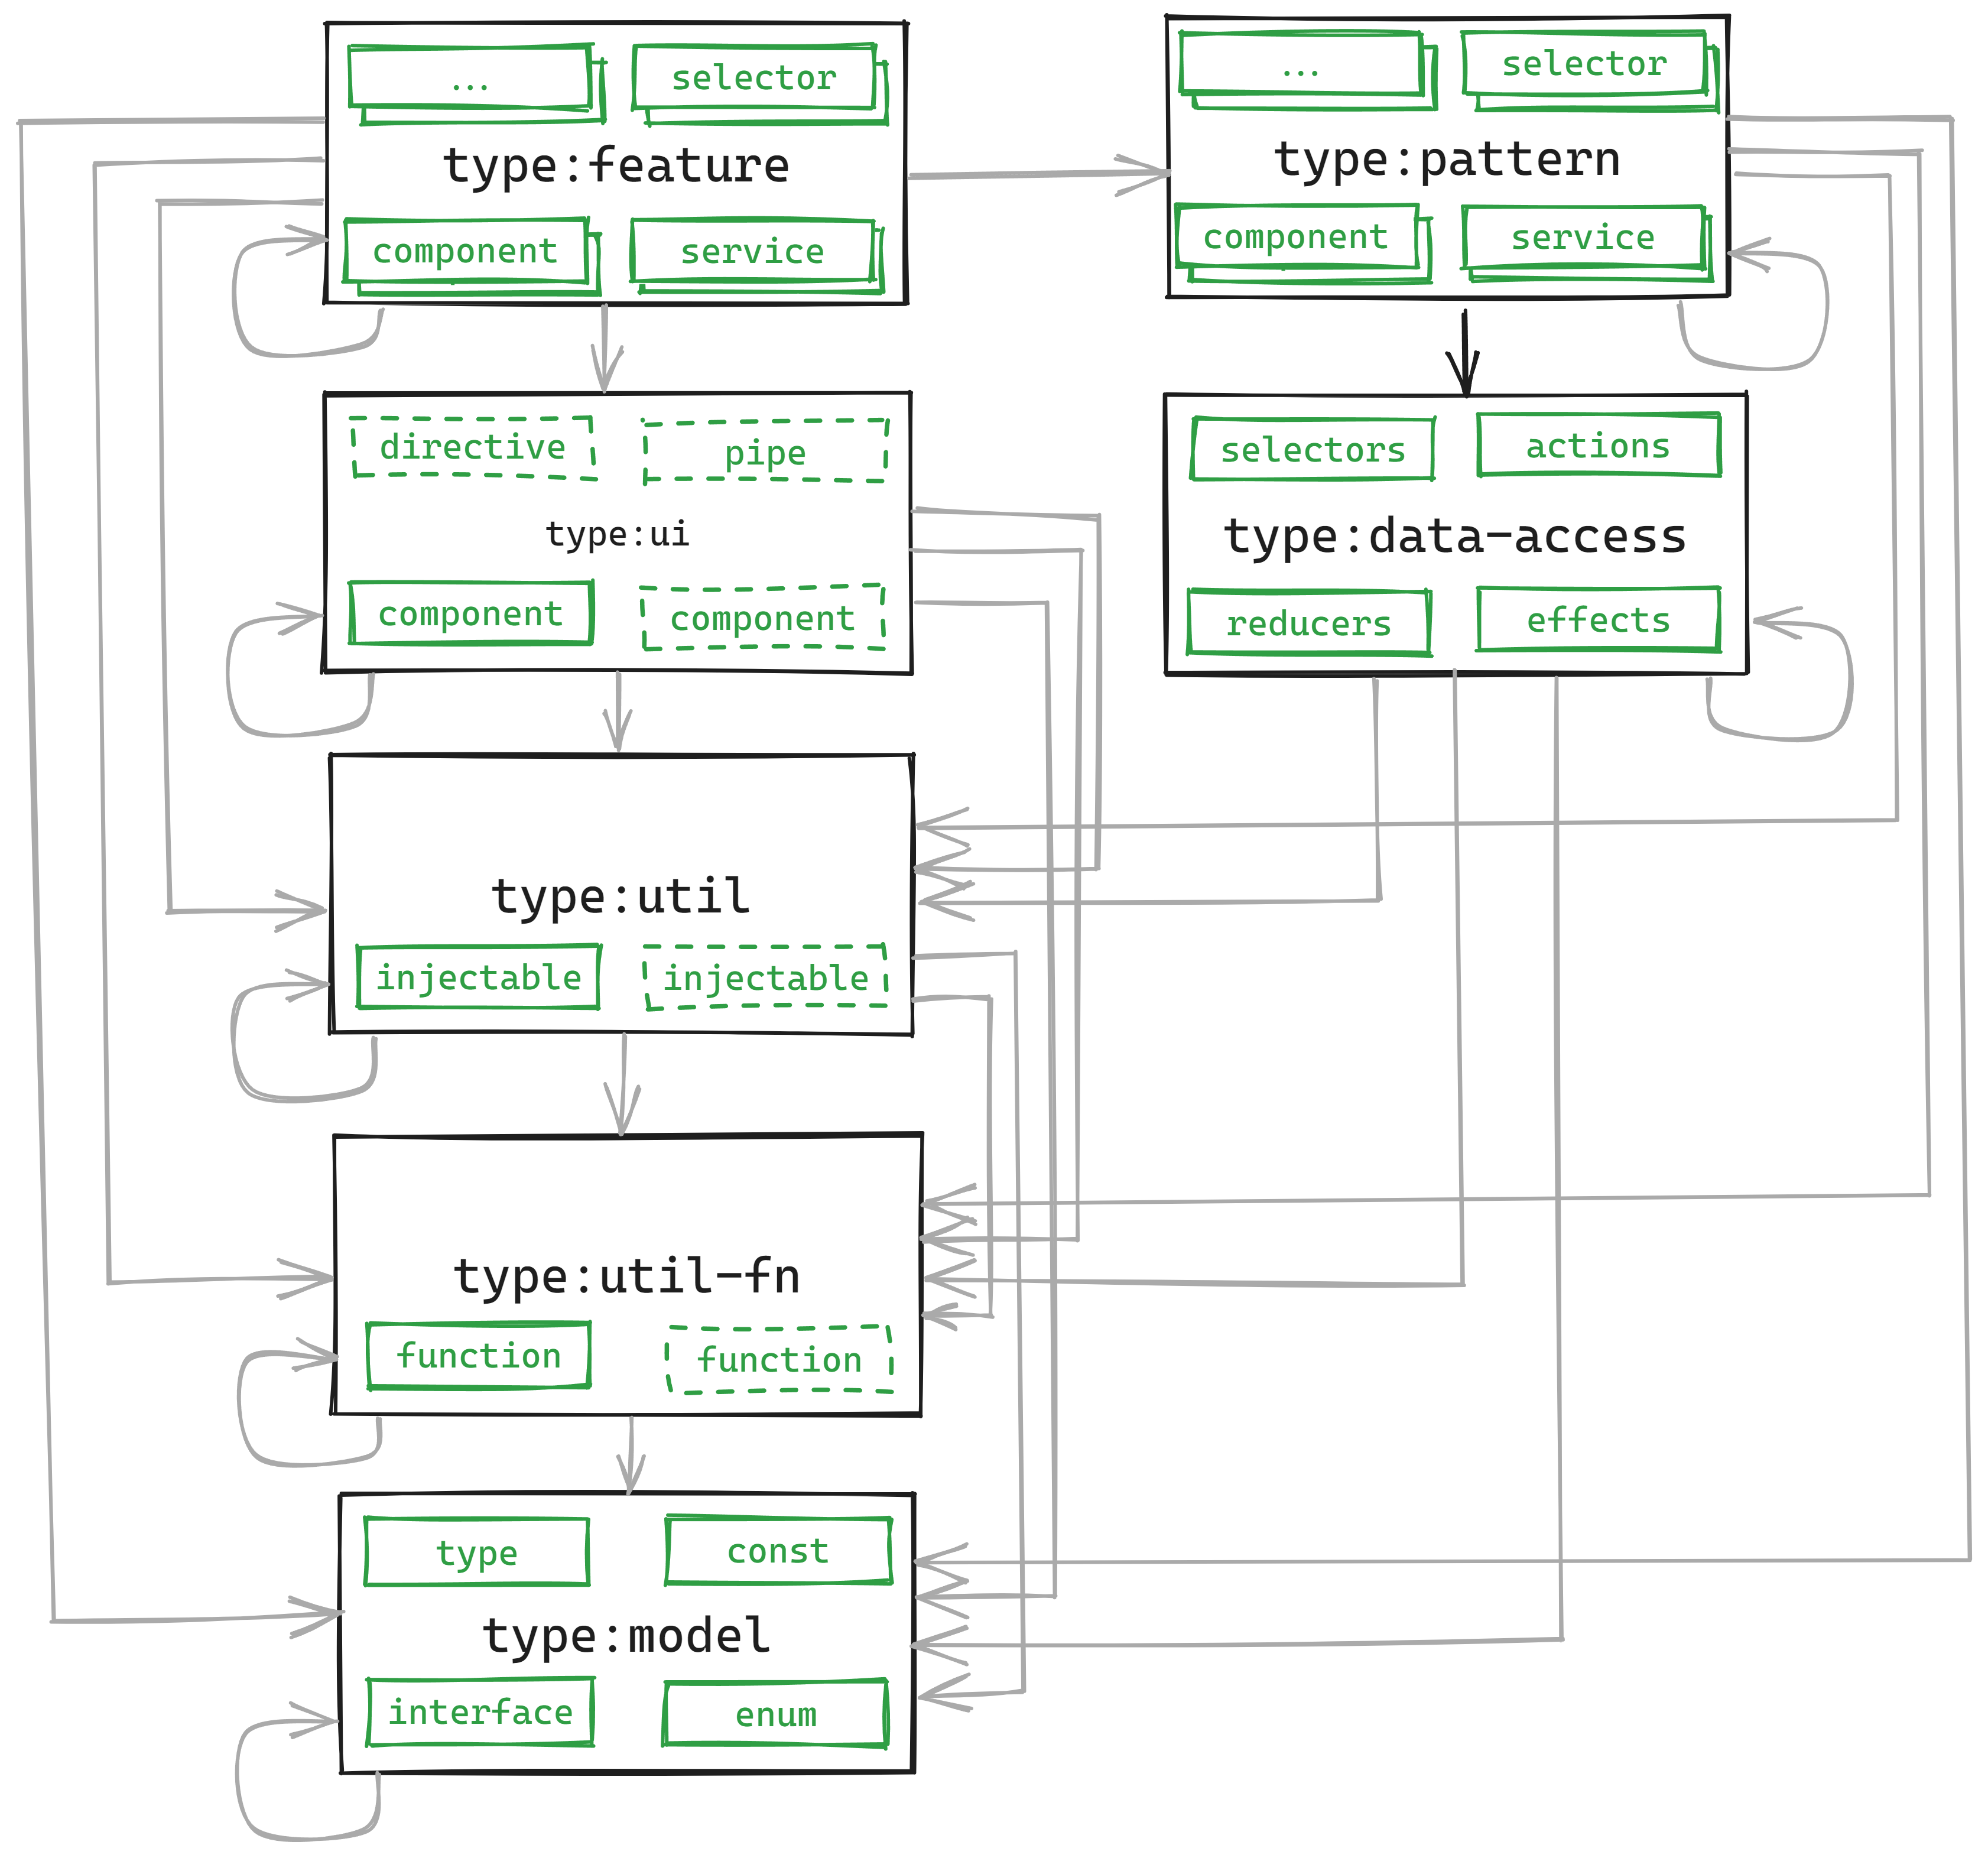 ...
selector
type:feature
component
service
...
selector
type:pattern
component
service
directive
pipe
type:ui
component
component
selectors
actions
type:data-access
reducers
effects
type:util
injectable
injectable
type:util-fn
function
function
type
const
type:model
interface
enum